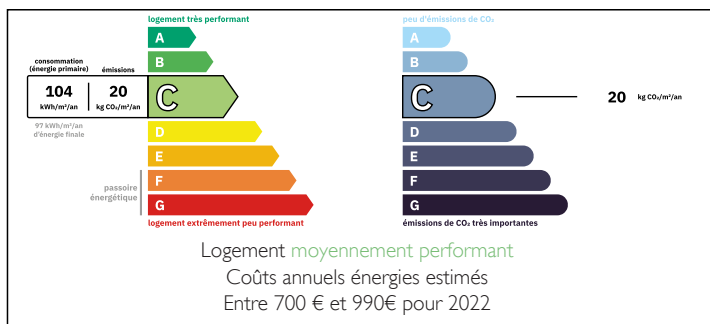 logement très performant
A
B
consommation
(énergie primaire)
émissions
104
kWh/m²/an
20
kg CO₂/m²/an
C
97 kWh/m²/an
d'énergie finale
D
E
passoire
énergétique
F
G
logement extrêmement peu performant
peu d'émissions de CO₂
A
B
C
20 kg CO₂/m²/an
D
E
F
G
émissions de CO₂ très importantes
Logement moyennement performant
Coûts annuels énergies estimés
Entre 700 € et 990€ pour 2022